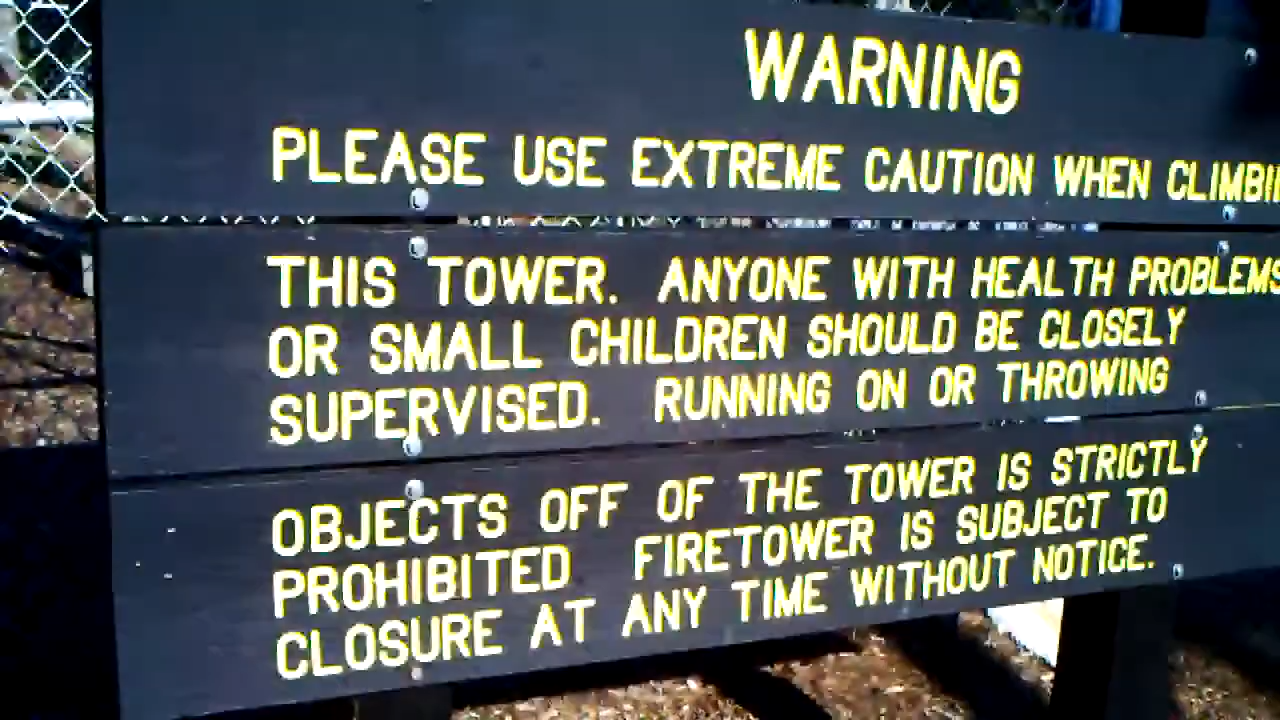 WARNING
PLEASE USE EXTREME CAUTION WHEN CLIMBI
THIS TOWER. ANYONE WITH HEALTH PROBLEMS
OR SMALL CHILDREN SHOULD BE CLOSELY
SUPERVISED. RUNNING ON OR THROWING
OBJECTS OFF OF THE TOWER IS STRICTLY
PROHIBITED FIRETOWER IS SUBJECT TO
CLOSURE AT ANY TIME WITHOUT NOTICE.